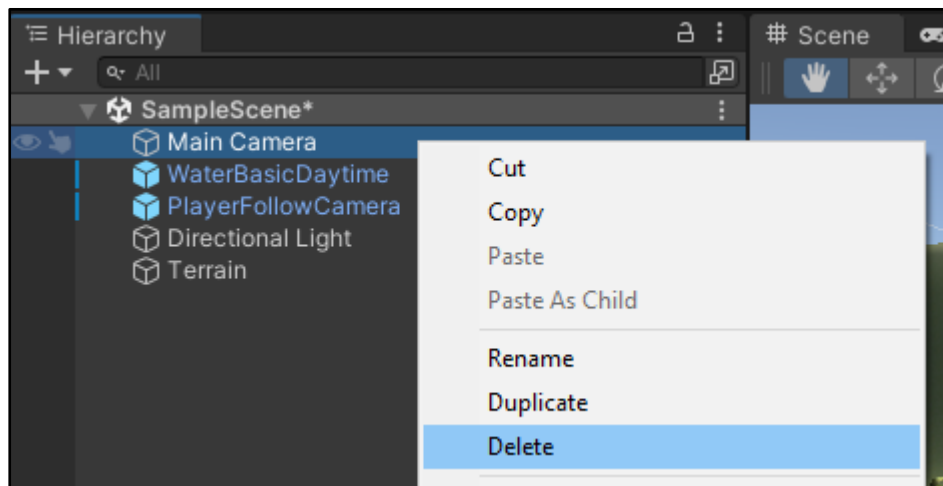 Hierarchy
Scene
All
SampleScene*
Main Camera
WaterBasicDaytime
PlayerFollowCamera
Directional Light
Terrain
Cut
Copy
Paste
Paste As Child
Rename
Duplicate
Delete